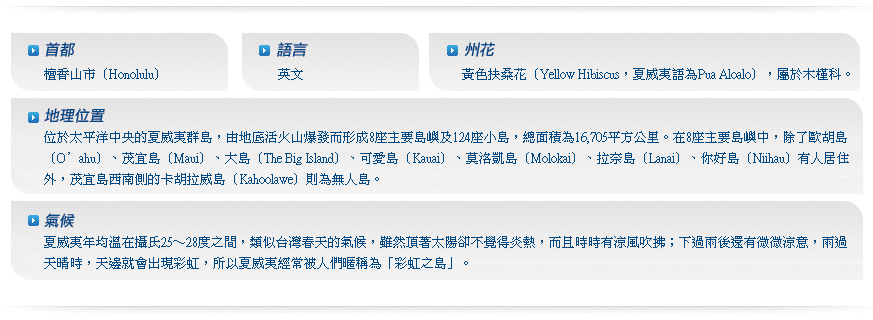 首都
檀香山市〔Honolulu〕
語言
英文
州花
黃色扶桑花〔Yellow Hibiscus，夏威夷語為Pua Aloalo〕，屬於木槿科。
地理位置
位於太平洋中央的夏威夷群島，由地底活火山爆發而形成8座主要島嶼及124座小島，總面積為16,705平方公里。在8座主要島嶼中，除了歐胡島
〔O’ahu〕、茂宜島〔Maui〕、大島〔The Big Island〕、可愛島〔Kauai〕、莫洛凱島〔Molokai〕、拉奈島〔Lanai〕、你好島〔Niihau〕有人居住
外，茂宜島西南側的卡胡拉威島〔Kahoolawe〕則為無人島。
氣候
夏威夷年均溫在攝氏25～28度之間，類似台灣春天的氣候，雖然頂著太陽卻不覺得炎熱，而且時時有涼風吹拂；下過雨後還有微微涼意，雨過
天晴時，天邊就會出現彩虹，所以夏威夷經常被人們暱稱為「彩虹之島」。